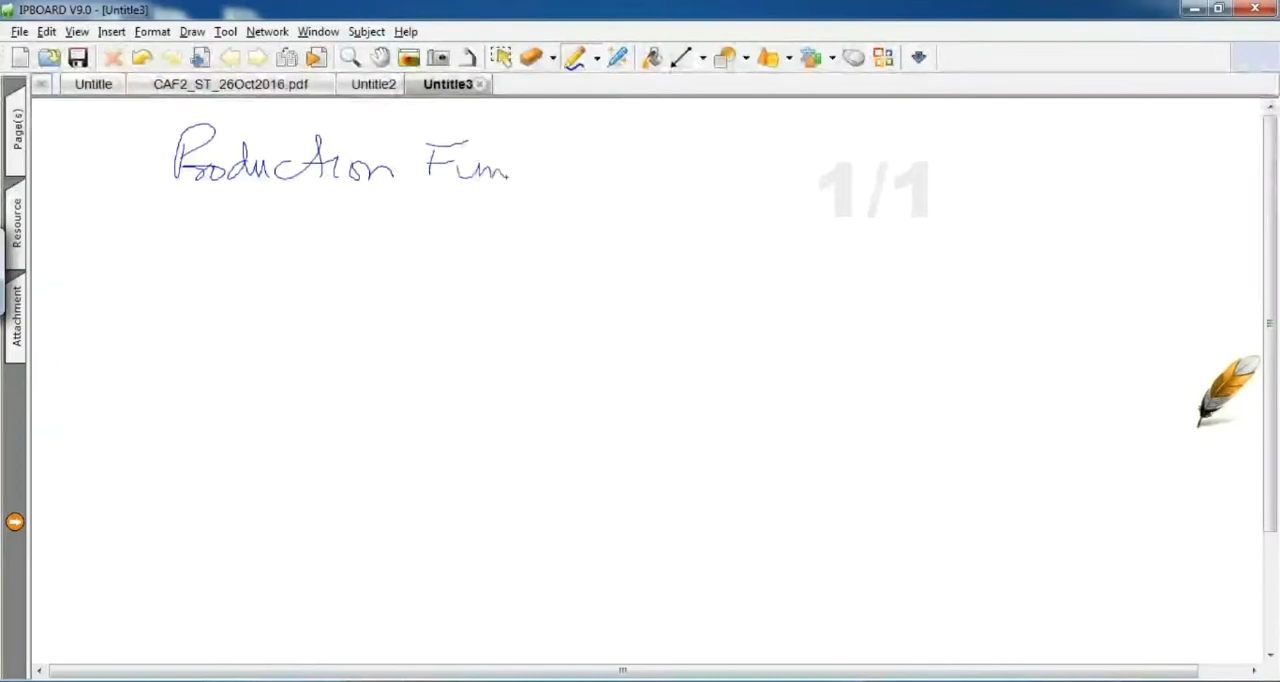 IPBOARD V9.0 - [Untitle3]
File Edit View Insert Format Draw Tool Network Window Subject Help
Untitle CAF2_ST_26Oct2016.pdf Untitle2 Untitle3
Page(s)
Resource
Attachment
Production Fun
1/1